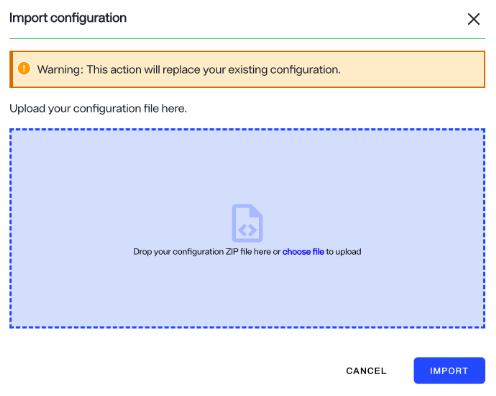 Import configuration
Warning: This action will replace your existing configuration.
Upload your configuration file here.
Drop your configuration ZIP file here or choose file to upload
CANCEL
IMPORT